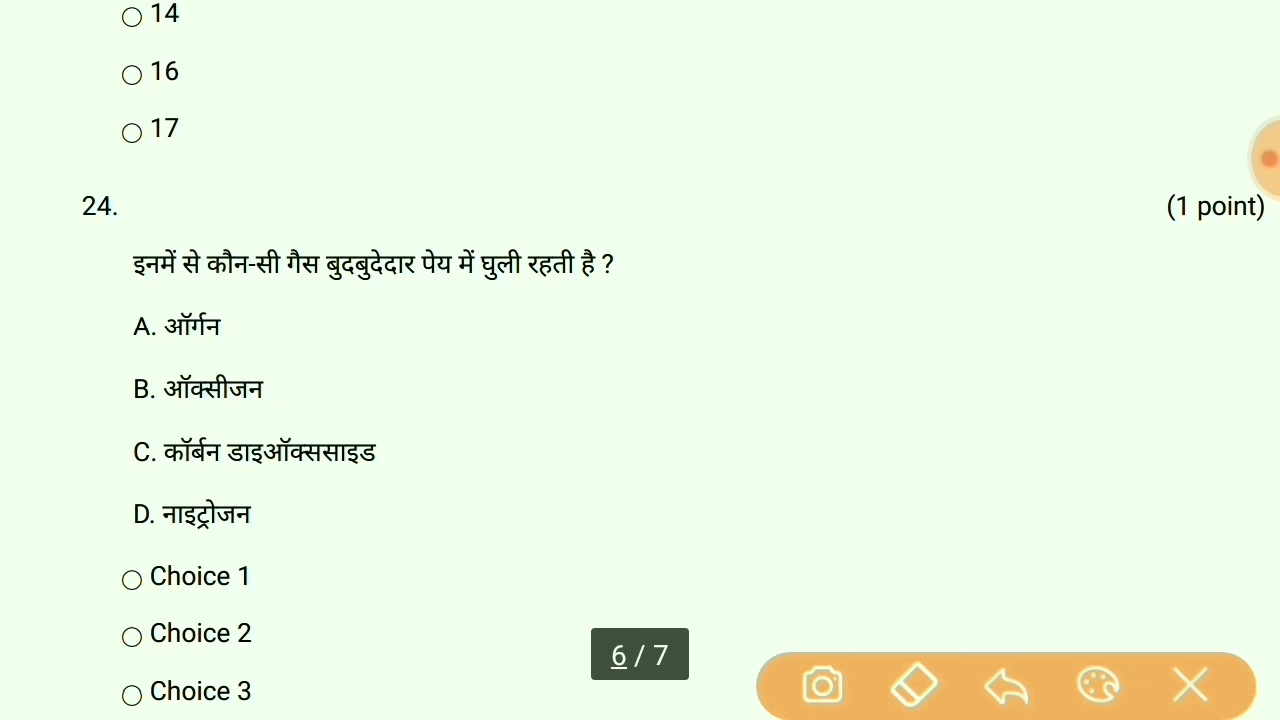 14
16
17
24.
(1 point)
इनमें से कौन-सी गैस बुदबुदेदार पेय में घुली रहती है ?
A. ऑर्गन
B. ऑक्सीजन
C. कॉर्बन डाइऑक्ससाइड
D. नाइट्रोजन
Choice 1
Choice 2
Choice 3
6 / 7